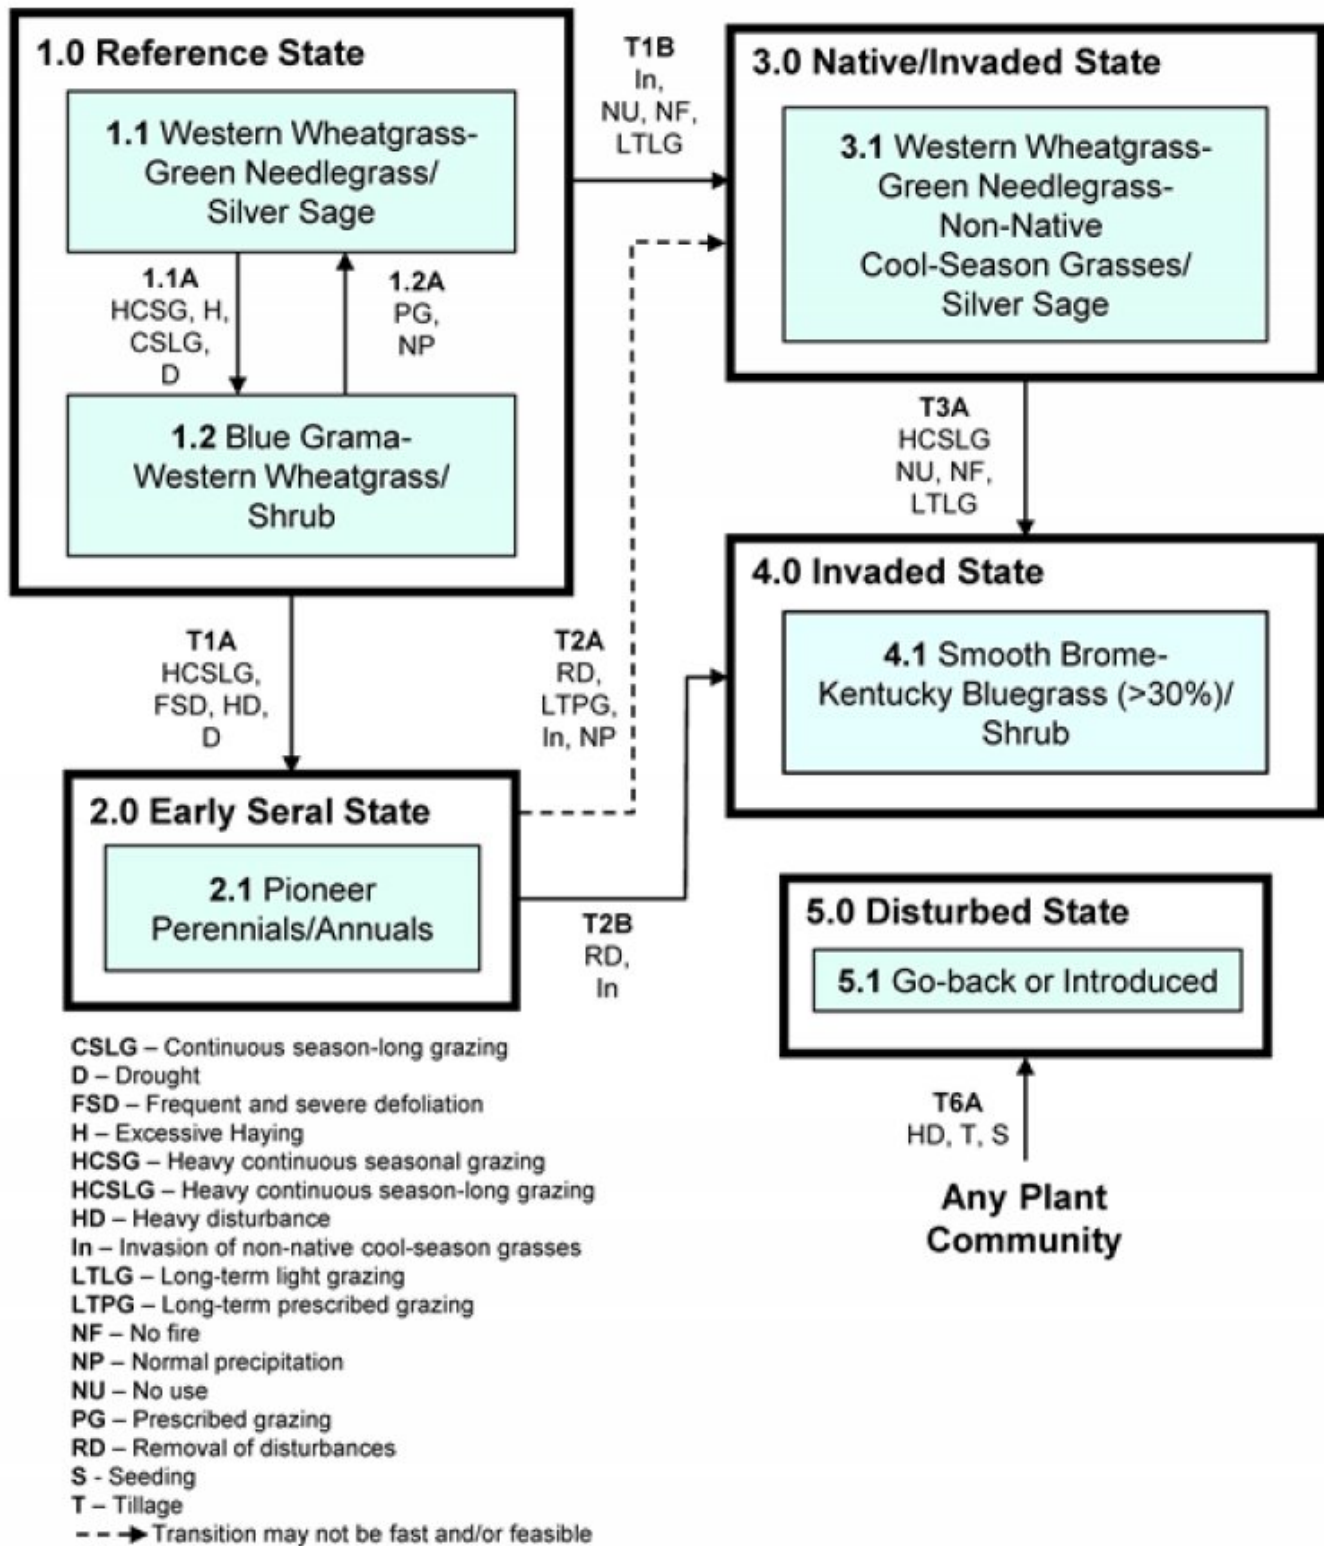 1.0 Reference State
1.1 Western Wheatgrass-
Green Needlegrass/
Silver Sage
1.1A
HCSG, H,
CSLG,
D
1.2A
PG,
NP
1.2 Blue Grama-
Western Wheatgrass/
Shrub
T1B
In,
NU, NF,
LTLG
3.0 Native/Invaded State
3.1 Western Wheatgrass-
Green Needlegrass-
Non-Native
Cool-Season Grasses/
Silver Sage
T3A
HCSLG
NU, NF,
LTLG
T1A
HCSLG,
FSD, HD,
D
T2A
RD,
LTPG,
In, NP
4.0 Invaded State
4.1 Smooth Brome-
Kentucky Bluegrass (>30%)/
Shrub
2.0 Early Seral State
2.1 Pioneer
Perennials/Annuals
T2B
RD,
In
5.0 Disturbed State
5.1 Go-back or Introduced
T6A
HD, T, S
Any Plant
Community
CSLG – Continuous season-long grazing
D – Drought
FSD – Frequent and severe defoliation
H – Excessive Haying
HCSG – Heavy continuous seasonal grazing
HCSLG – Heavy continuous season-long grazing
HD – Heavy disturbance
In – Invasion of non-native cool-season grasses
LTLG – Long-term light grazing
LTPG – Long-term prescribed grazing
NF – No fire
NP – Normal precipitation
NU – No use
PG – Prescribed grazing
RD – Removal of disturbances
S - Seeding
T – Tillage
Transition may not be fast and/or feasible